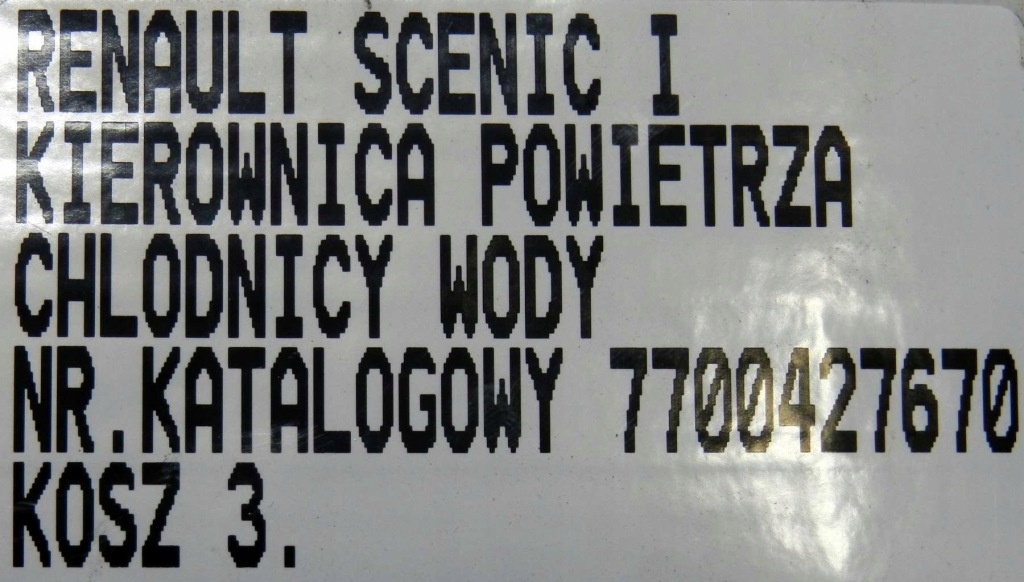 RENAULT SCENIC I
KIEROWNICA POWIETRZA
CHLODNICY WODY
NR.KATALOGOWY 7700427670
KOSZ 3.